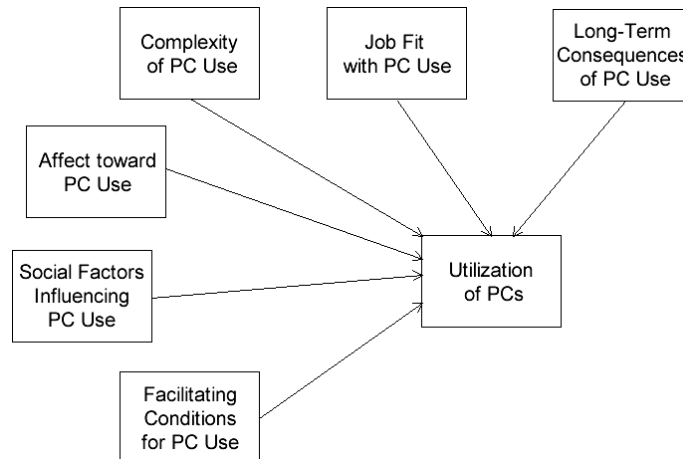 Complexity
of PC Use
Job Fit
with PC Use
Long-Term
Consequences
of PC Use
Affect toward
PC Use
Social Factors
Influencing
PC Use
Utilization
of PCs
Facilitating
Conditions
for PC Use